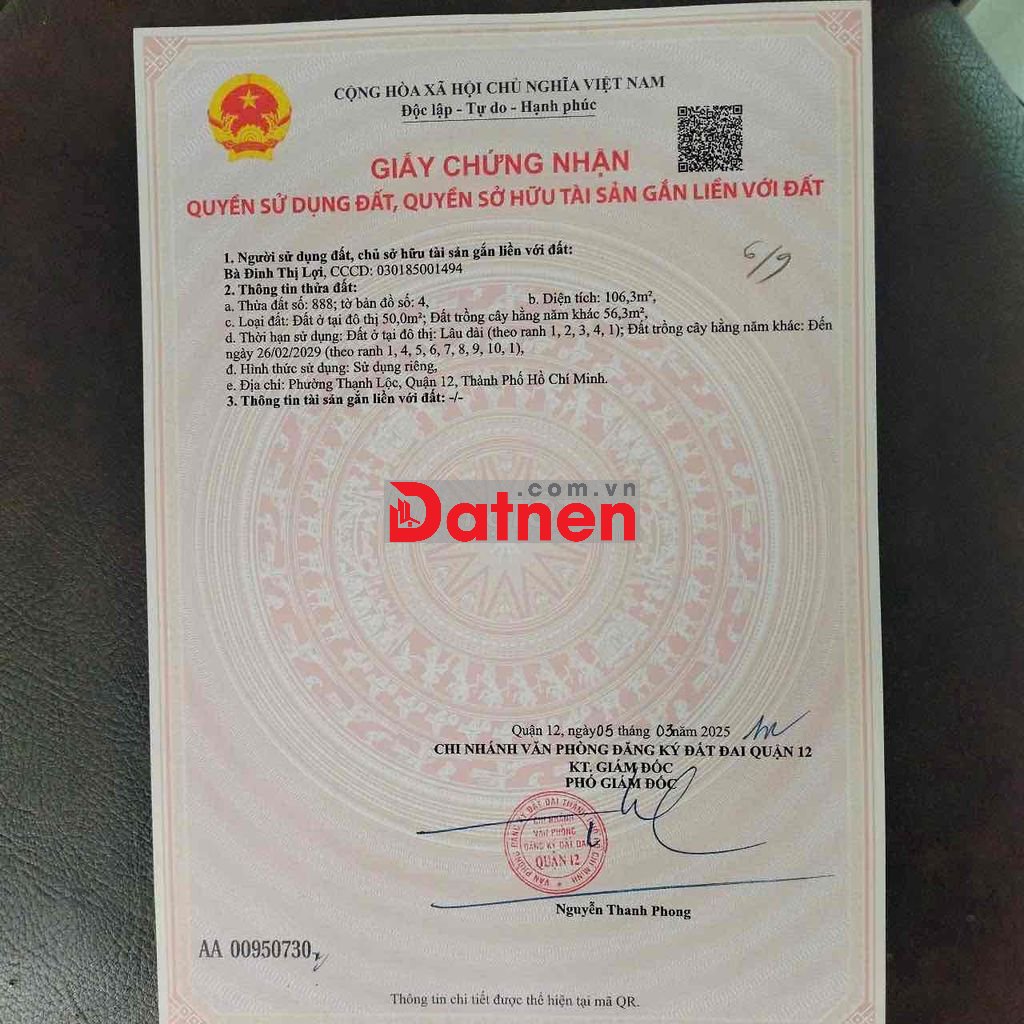 CỘNG HÒA XÃ HỘI CHỦ NGHĨA VIỆT NAM
Độc lập - Tự do - Hạnh phúc
GIẤY CHỨNG NHẬN
QUYỀN SỬ DỤNG ĐẤT, QUYỀN SỞ HỮU TÀI SẢN GẮN LIỀN VỚI ĐẤT
6/9
1. Người sử dụng đất, chủ sở hữu tài sản gắn liền với đất:
Bà Đinh Thị Lợi, CCCD: 030185001494
2. Thông tin thửa đất:
a. Thửa đất số: 888; tờ bản đồ số: 4, b. Diện tích: 106,3m²,
c. Loại đất: Đất ở tại đô thị 50,0m²; Đất trồng cây hằng năm khác 56,3m²,
d. Thời hạn sử dụng: Đất ở tại đô thị: Lâu dài (theo ranh 1, 2, 3, 4, 1); Đất trồng cây hằng năm khác: Đến
ngày 26/02/2029 (theo ranh 1, 4, 5, 6, 7, 8, 9, 10, 1),
đ. Hình thức sử dụng: Sử dụng riêng,
e. Địa chỉ: Phường Thạnh Lộc, Quận 12, Thành Phố Hồ Chí Minh.
3. Thông tin tài sản gắn liền với đất: -/-
.com.vn
Datnen
Quận 12, ngày 05 tháng 03 năm 2025
CHI NHÁNH VĂN PHÒNG ĐĂNG KÝ ĐẤT ĐAI QUẬN 12
KT. GIÁM ĐỐC
PHÓ GIÁM ĐỐC
CHI NHÁNH
VĂN PHÒNG
ĐĂNG KÝ ĐẤT ĐAI
QUẬN 12
Nguyễn Thanh Phong
AA 00950730
Thông tin chi tiết được thể hiện tại mã QR.